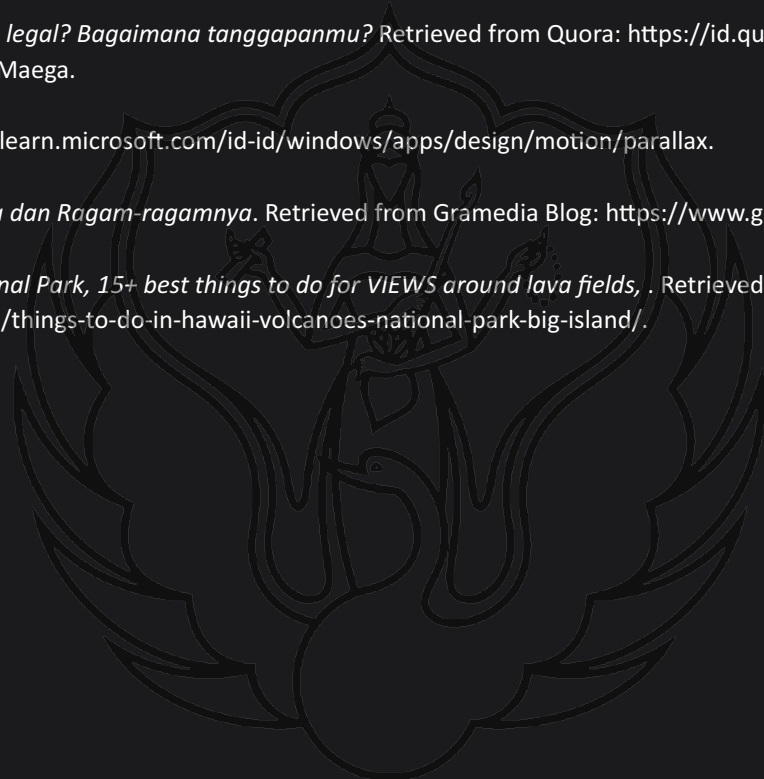 legal? Bagaimana tanggapanmu? Retrieved from Quora: https://id.qu
Maega.
learn.microsoft.com/id-id/windows/apps/design/motion/parallax.
dan Ragam-ragamnya. Retrieved from Gramedia Blog: https://www.g
nal Park, 15+ best things to do for VIEWS around lava fields, . Retrieved
/things-to-do-in-hawaii-volcanoes-national-park-big-island/.